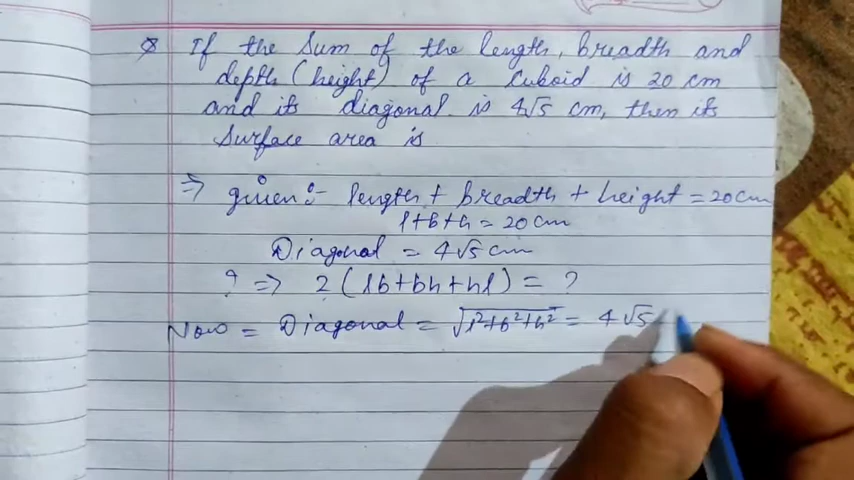 Q If the Sum of the length, breadth and
depth (height) of a Cuboid is 20 cm
and its diagonal is 4√5 cm, then its
Surface area is
⇒ given:- length + breadth + height = 20cm
l+b+h = 20cm
Diagonal = 4√5 cm
? ⇒ 2 (lb+bh+hl) = ?
Now = Diagonal = √l²+b²+h² = 4√5